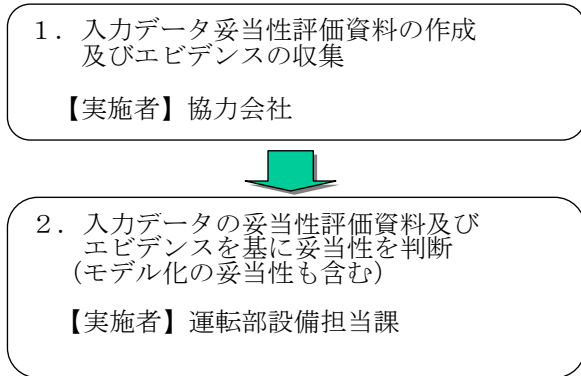 １．入力データ妥当性評価資料の作成
及びエビデンスの収集
【実施者】協力会社
２．入力データの妥当性評価資料及び
エビデンスを基に妥当性を判断
（モデル化の妥当性も含む）
【実施者】運転部設備担当課